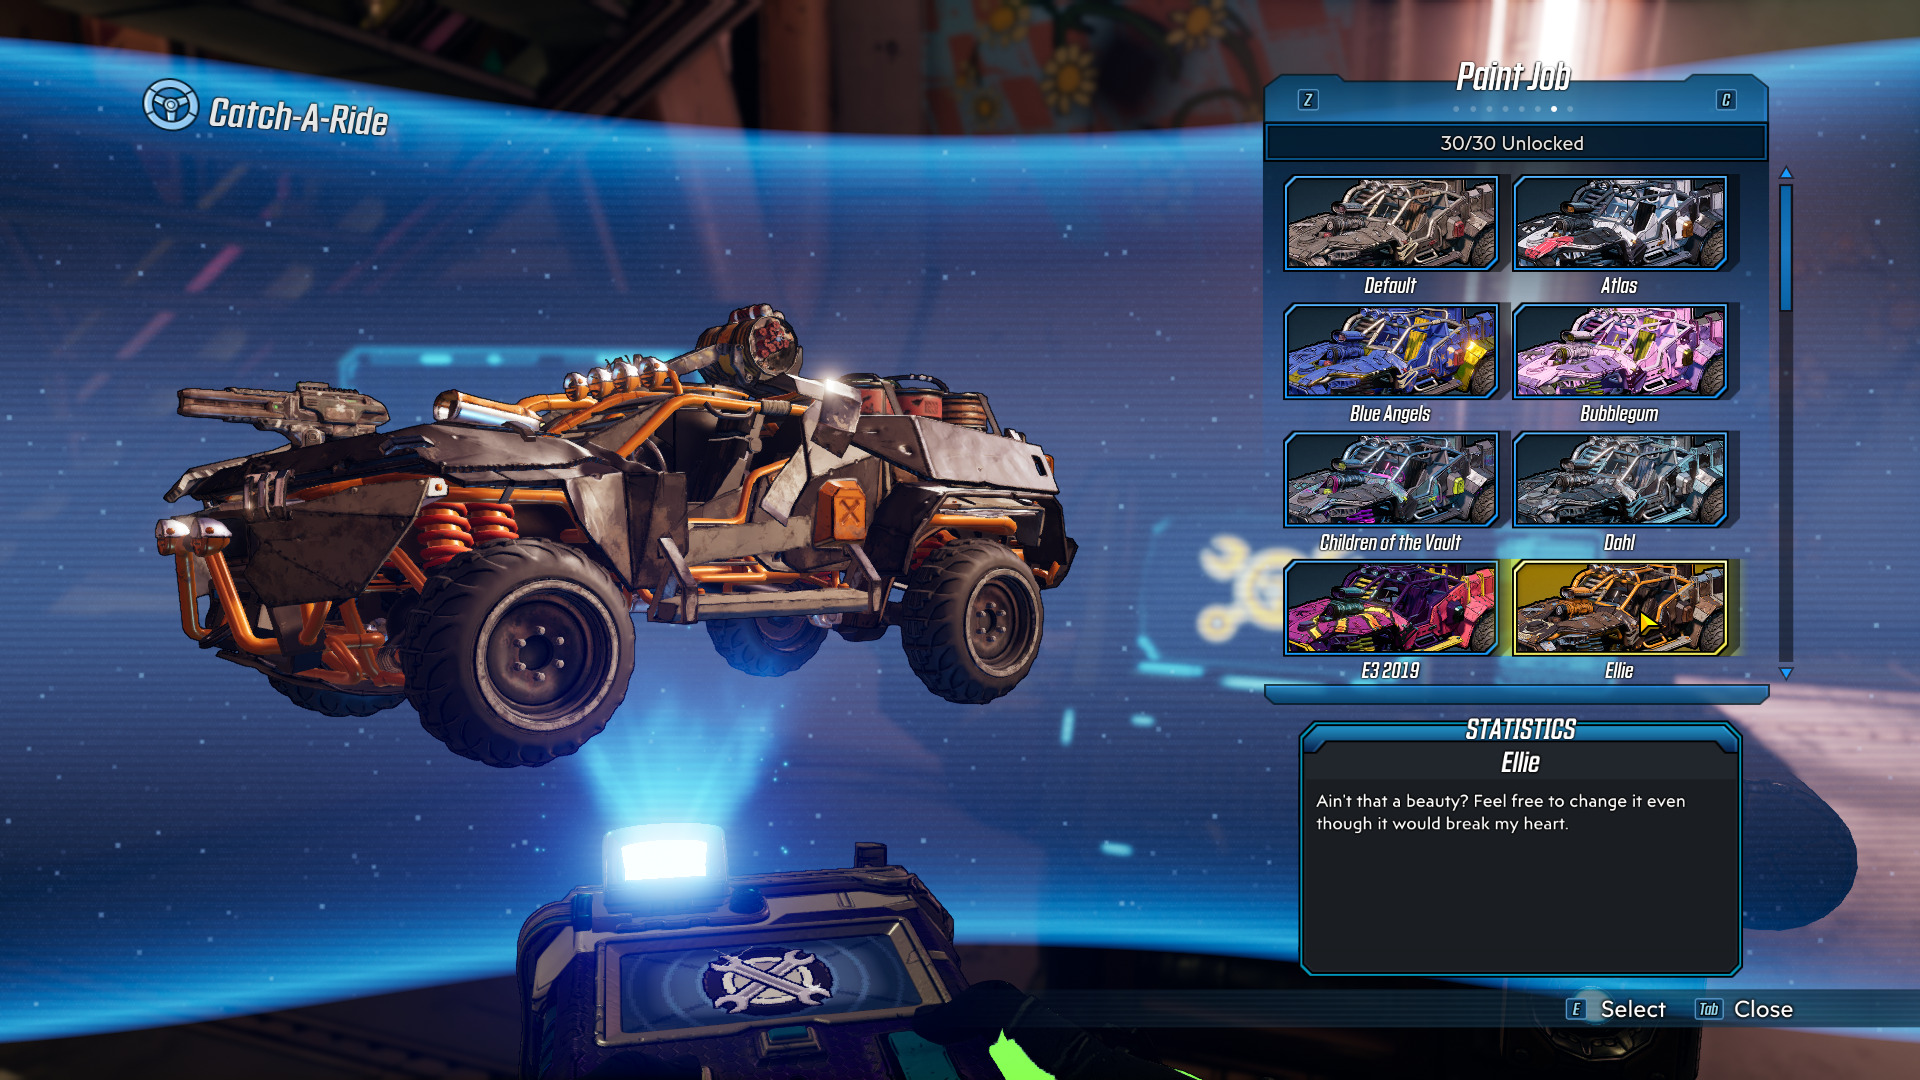 Catch-A-Ride
Paint Job
Z
C
30/30 Unlocked
Default
Atlas
Blue Angels
Bubblegum
Children of the Vault
Dahl
E3 2019
Ellie
STATISTICS
Ellie
Ain't that a beauty? Feel free to change it even
though it would break my heart.
E Select
Tab Close